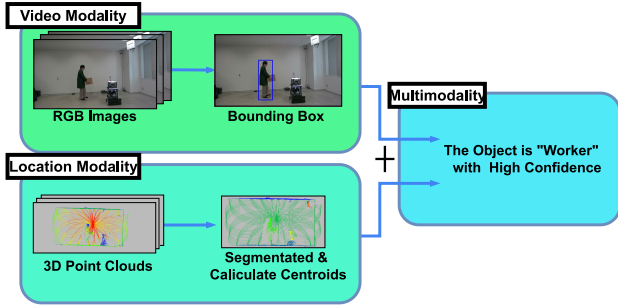 Video Modality
RGB Images
Bounding Box
Location Modality
3D Point Clouds
Segmentated &
Caliculate Centroids
+
Multimodality
The Object is "Worker"
with High Confidence